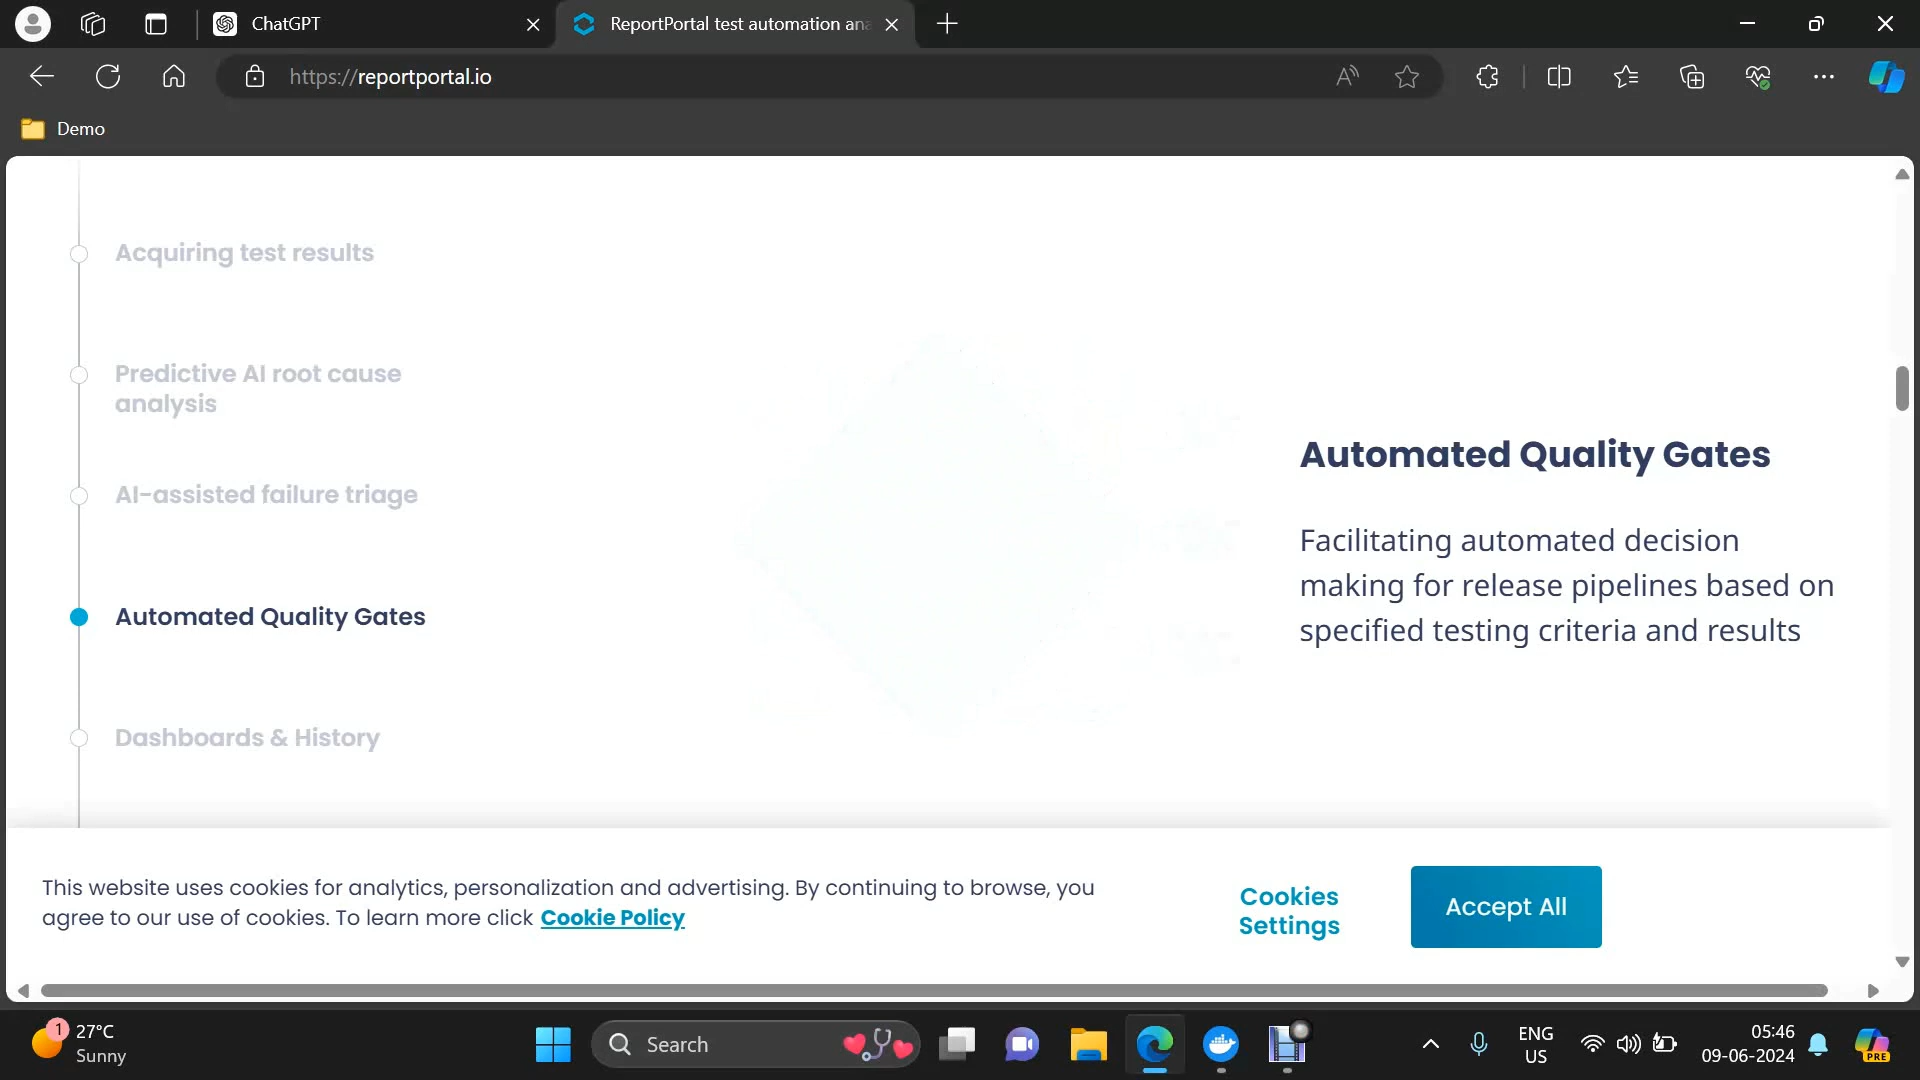 ChatGPT
ReportPortal test automation ana
https://reportportal.io
Demo
Acquiring test results
Predictive AI root cause
analysis
AI-assisted failure triage
Automated Quality Gates
Dashboards & History
Automated Quality Gates
Facilitating automated decision
making for release pipelines based on
specified testing criteria and results
This website uses cookies for analytics, personalization and advertising. By continuing to browse, you
agree to our use of cookies. To learn more click Cookie Policy
Cookies
Settings
Accept All
1
27°C
Sunny
Search
ENG
US
05:46
09-06-2024
PRE